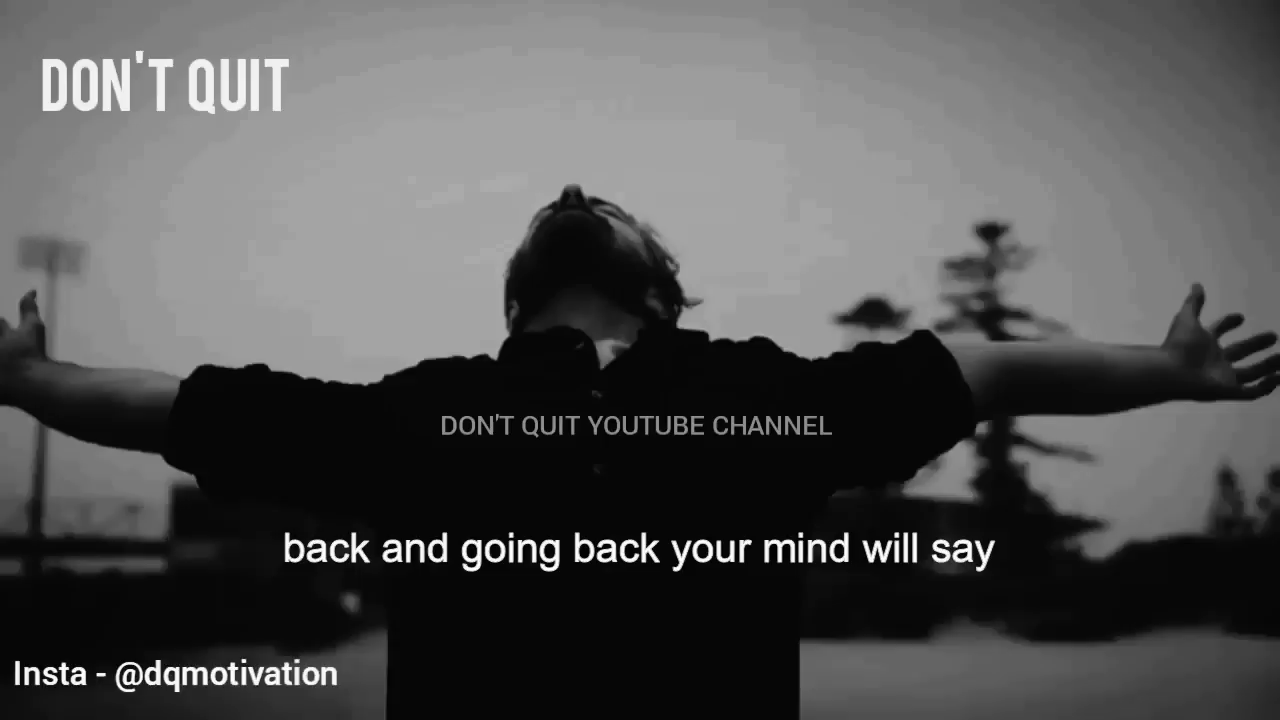 DON'T QUIT
DON'T QUIT YOUTUBE CHANNEL
back and going back your mind will say
Insta - @dqmotivation